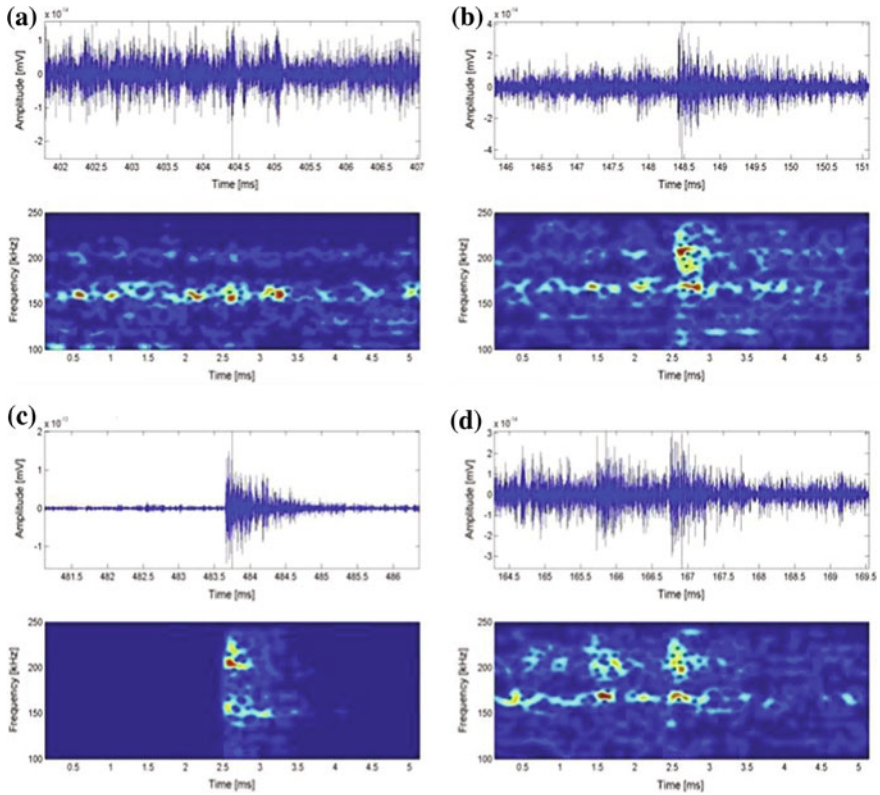 (a)
x 10⁻¹⁴
Amplitude [mV]
1
0
-1
-2
402 402.5 403 403.5 404 404.5 405 405.5 406 406.5 407
Time [ms]
Frequency [kHz]
250
200
150
100
0.5 1 1.5 2 2.5 3 3.5 4 4.5 5
Time [ms]
(b)
Amplitude [mV]
4
2
0
-2
-4
146 146.5 147 147.5 148 148.5 149 149.5 150 150.5 151
Time [ms]
Frequency [kHz]
250
200
150
100
0.5 1 1.5 2 2.5 3 3.5 4 4.5 5
Time [ms]
(c)
Amplitude [mV]
2
1
0
-1
481.5 482 482.5 483 483.5 484 484.5 485 485.5 486
Time [ms]
Frequency [kHz]
250
200
150
100
0.5 1 1.5 2 2.5 3 3.5 4 4.5 5
Time [ms]
(d)
x 10⁻¹⁴
Amplitude [mV]
3
2
1
0
-1
-2
-3
164.5 165 165.5 166 166.5 167 167.5 168 168.5 169 169.5
Time [ms]
Frequency [kHz]
250
200
150
100
0.5 1 1.5 2 2.5 3 3.5 4 4.5 5
Time [ms]